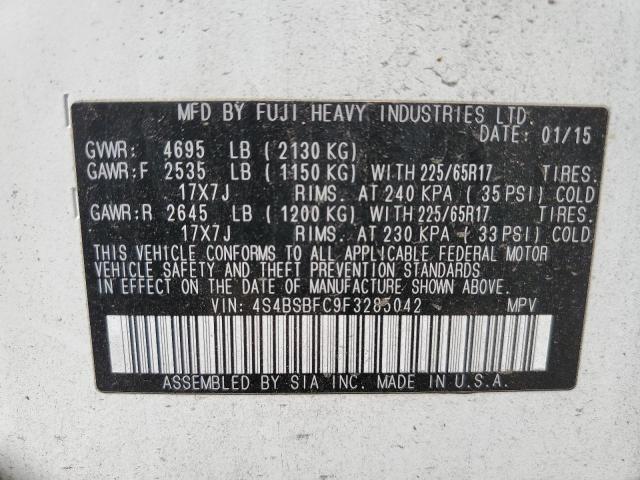 MFD BY FUJI HEAVY INDUSTRIES LTD.
DATE: 01/15
GVWR: 4695 LB ( 2130 KG)
GAWR:F 2535 LB ( 1150 KG) WITH 225/65R17 TIRES.
17X7J RIMS. AT 240 KPA ( 35 PSI) COLD
GAWR:R 2645 LB ( 1200 KG) WITH 225/65R17 TIRES.
17X7J RIMS. AT 230 KPA ( 33 PSI) COLD
THIS VEHICLE CONFORMS TO ALL APPLICABLE FEDERAL MOTOR
VEHICLE SAFETY AND THEFT PREVENTION STANDARDS
IN EFFECT ON THE DATE OF MANUFACTURE SHOWN ABOVE.
VIN: 4S4BSBFC9F3285042 MPV
ASSEMBLED BY SIA INC. MADE IN U.S.A.